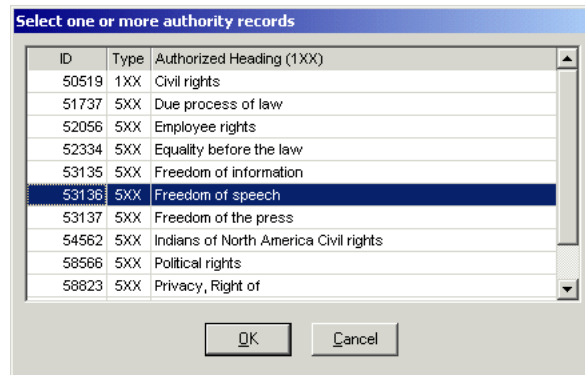 Select one or more authority records
ID Type Authorized Heading (1XX)
50519 1XX Civil rights
51737 5XX Due process of law
52056 5XX Employee rights
52334 5XX Equality before the law
53135 5XX Freedom of information
53136 5XX Freedom of speech
53137 5XX Freedom of the press
54562 5XX Indians of North America Civil rights
58566 5XX Political rights
58823 5XX Privacy, Right of
OK Cancel